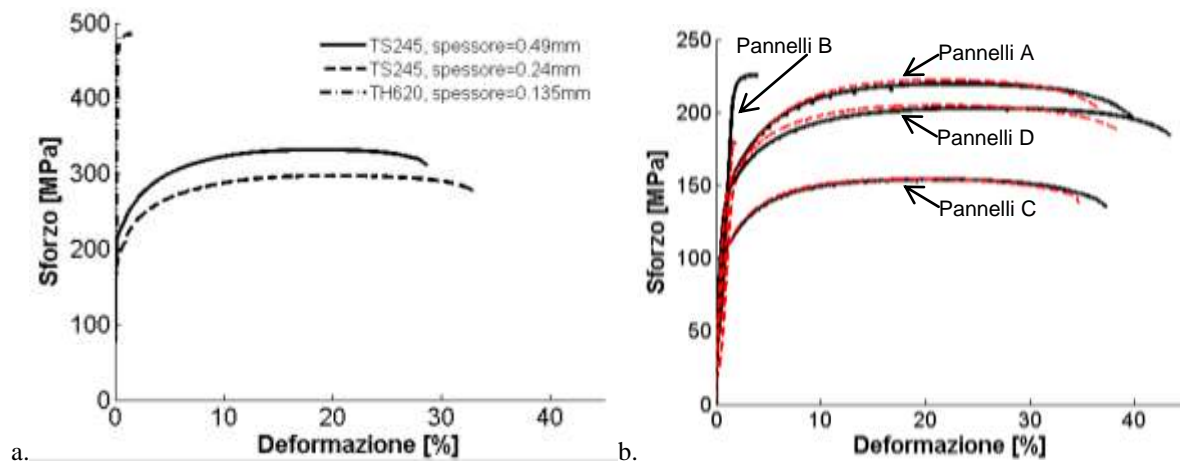 500
400
300
200
100
0
Sforzo [MPa]
TS245, spessore=0.49mm
TS245, spessore=0.24mm
TH620, spessore=0.135mm
0 10 20 30 40
Deformazione [%]
a.
250
200
150
100
50
0
Sforzo [MPa]
Pannelli B
Pannelli A
Pannelli D
Pannelli C
0 10 20 30 40
Deformazione [%]
b.